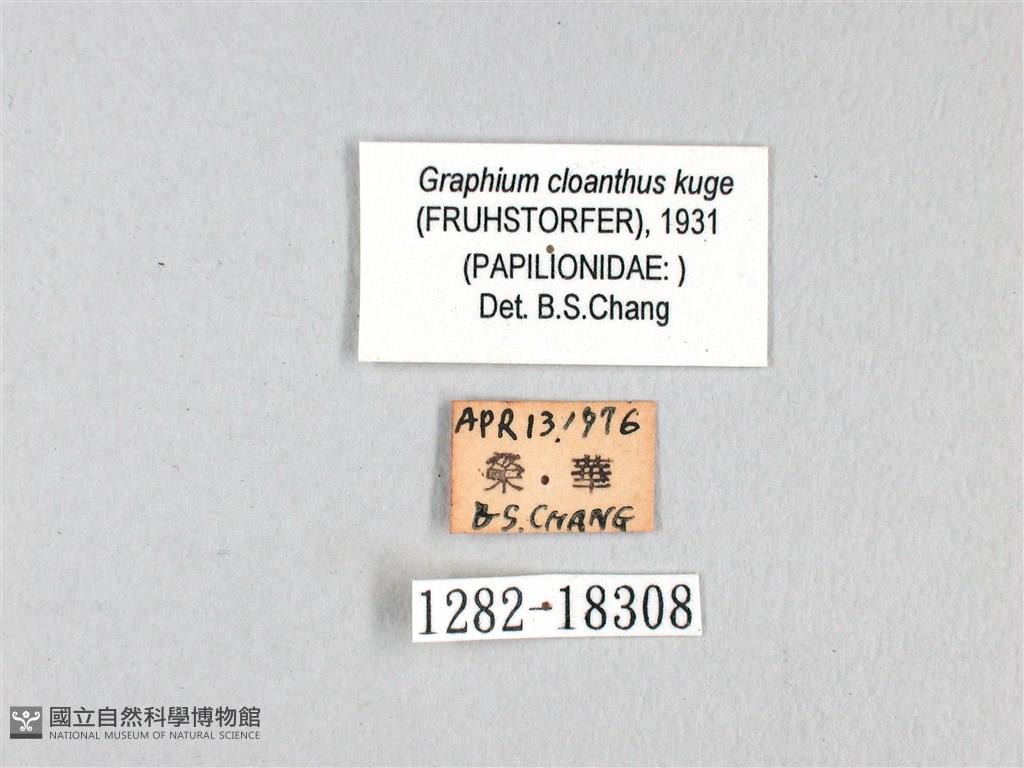 Graphium cloanthus kuge
(FRUHSTORFER), 1931
(PAPILIONIDAE: )
Det. B.S.Chang
APR 13.1976
榮 華
B S. CHANG
1282-18308
國立自然科學博物館
NATIONAL MUSEUM OF NATURAL SCIENCE